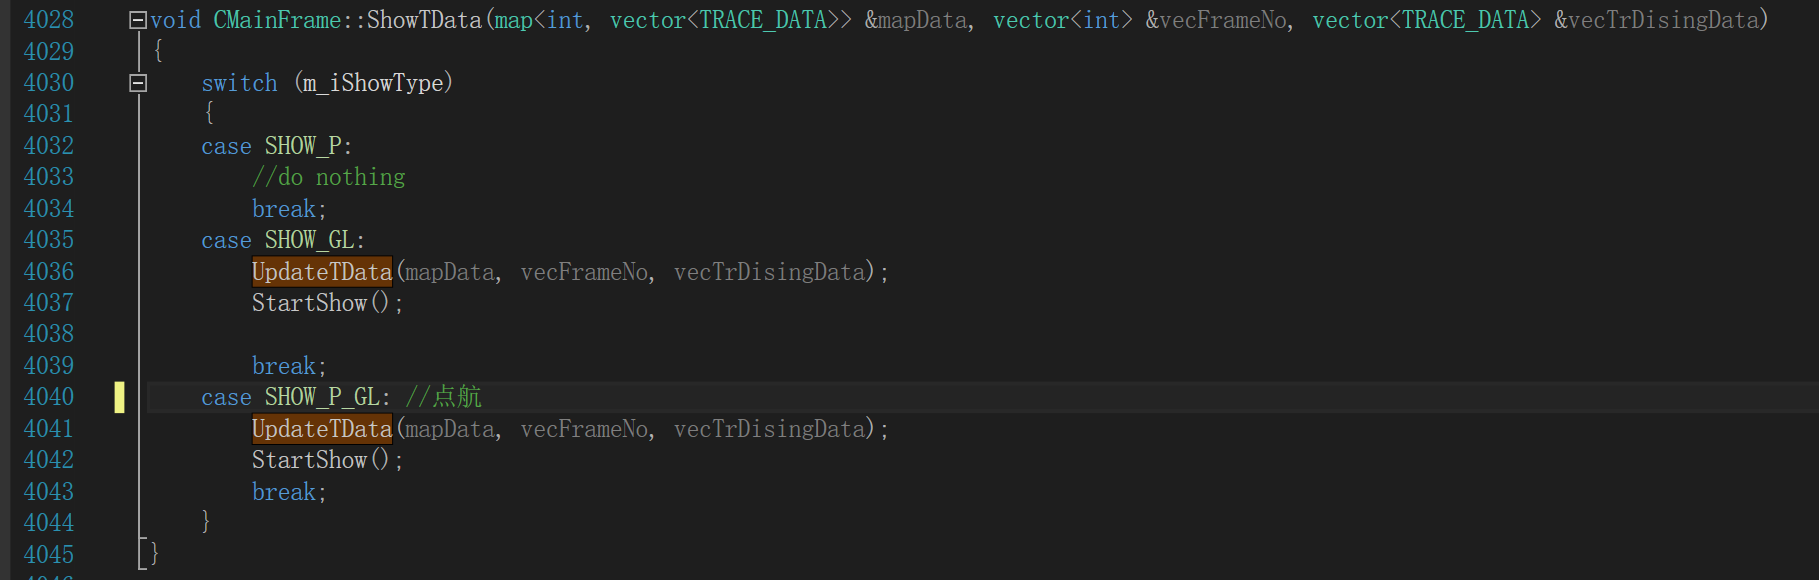 4028 void CMainFrame::ShowTData(map<int, vector<TRACE_DATA>> &mapData, vector<int> &vecFrameNo, vector<TRACE_DATA> &vecTrDisingData)
4029 {
4030 switch (m_iShowType)
4031 {
4032 case SHOW_P:
4033 //do nothing
4034 break;
4035 case SHOW_GL:
4036 UpdateTData(mapData, vecFrameNo, vecTrDisingData);
4037 StartShow();
4038
4039 break;
4040 case SHOW_P_GL: //点航
4041 UpdateTData(mapData, vecFrameNo, vecTrDisingData);
4042 StartShow();
4043 break;
4044 }
4045 }